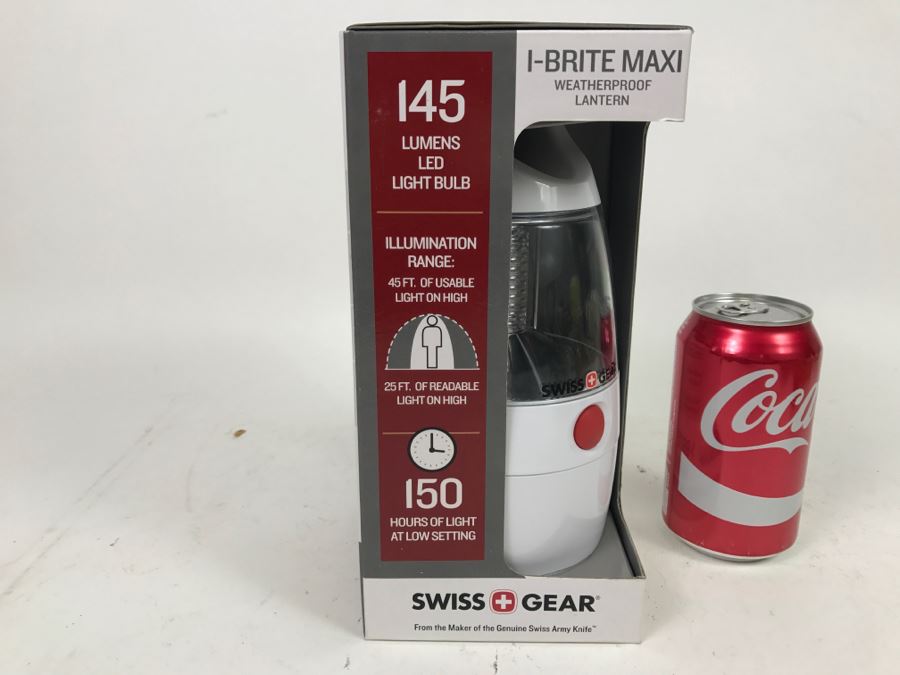 I-BRITE MAXI
WEATHERPROOF
LANTERN
145
LUMENS
LED
LIGHT BULB
ILLUMINATION
RANGE:
45 FT. OF USABLE
LIGHT ON HIGH
25 FT. OF READABLE
LIGHT ON HIGH
150
HOURS OF LIGHT
AT LOW SETTING
SWISS GEAR
SWISS GEAR®
From the Maker of the Genuine Swiss Army Knife™
Coca